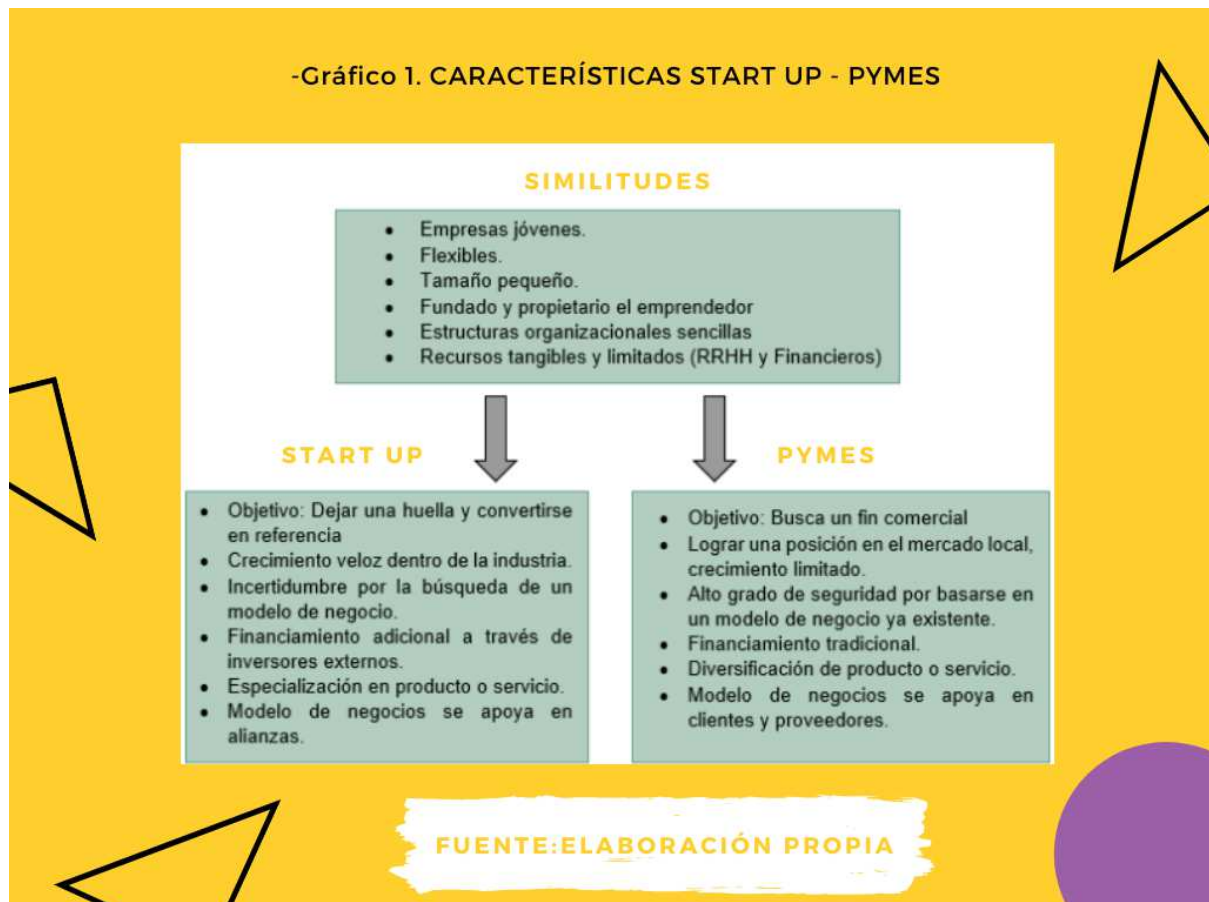 -Gráfico 1. CARACTERÍSTICAS START UP - PYMES
SIMILITUDES
• Empresas jóvenes.
• Flexibles.
• Tamaño pequeño.
• Fundado y propietario el emprendedor
• Estructuras organizacionales sencillas
• Recursos tangibles y limitados (RRHH y Financieros)
START UP
• Objetivo: Dejar una huella y convertirse
en referencia
• Crecimiento veloz dentro de la industria.
• Incertidumbre por la búsqueda de un
modelo de negocio.
• Financiamiento adicional a través de
inversores externos.
• Especialización en producto o servicio.
• Modelo de negocios se apoya en
alianzas.
PYMES
• Objetivo: Busca un fin comercial
• Lograr una posición en el mercado local,
crecimiento limitado.
• Alto grado de seguridad por basarse en
un modelo de negocio ya existente.
• Financiamiento tradicional.
• Diversificación de producto o servicio.
• Modelo de negocios se apoya en
clientes y proveedores.
FUENTE:ELABORACIÓN PROPIA